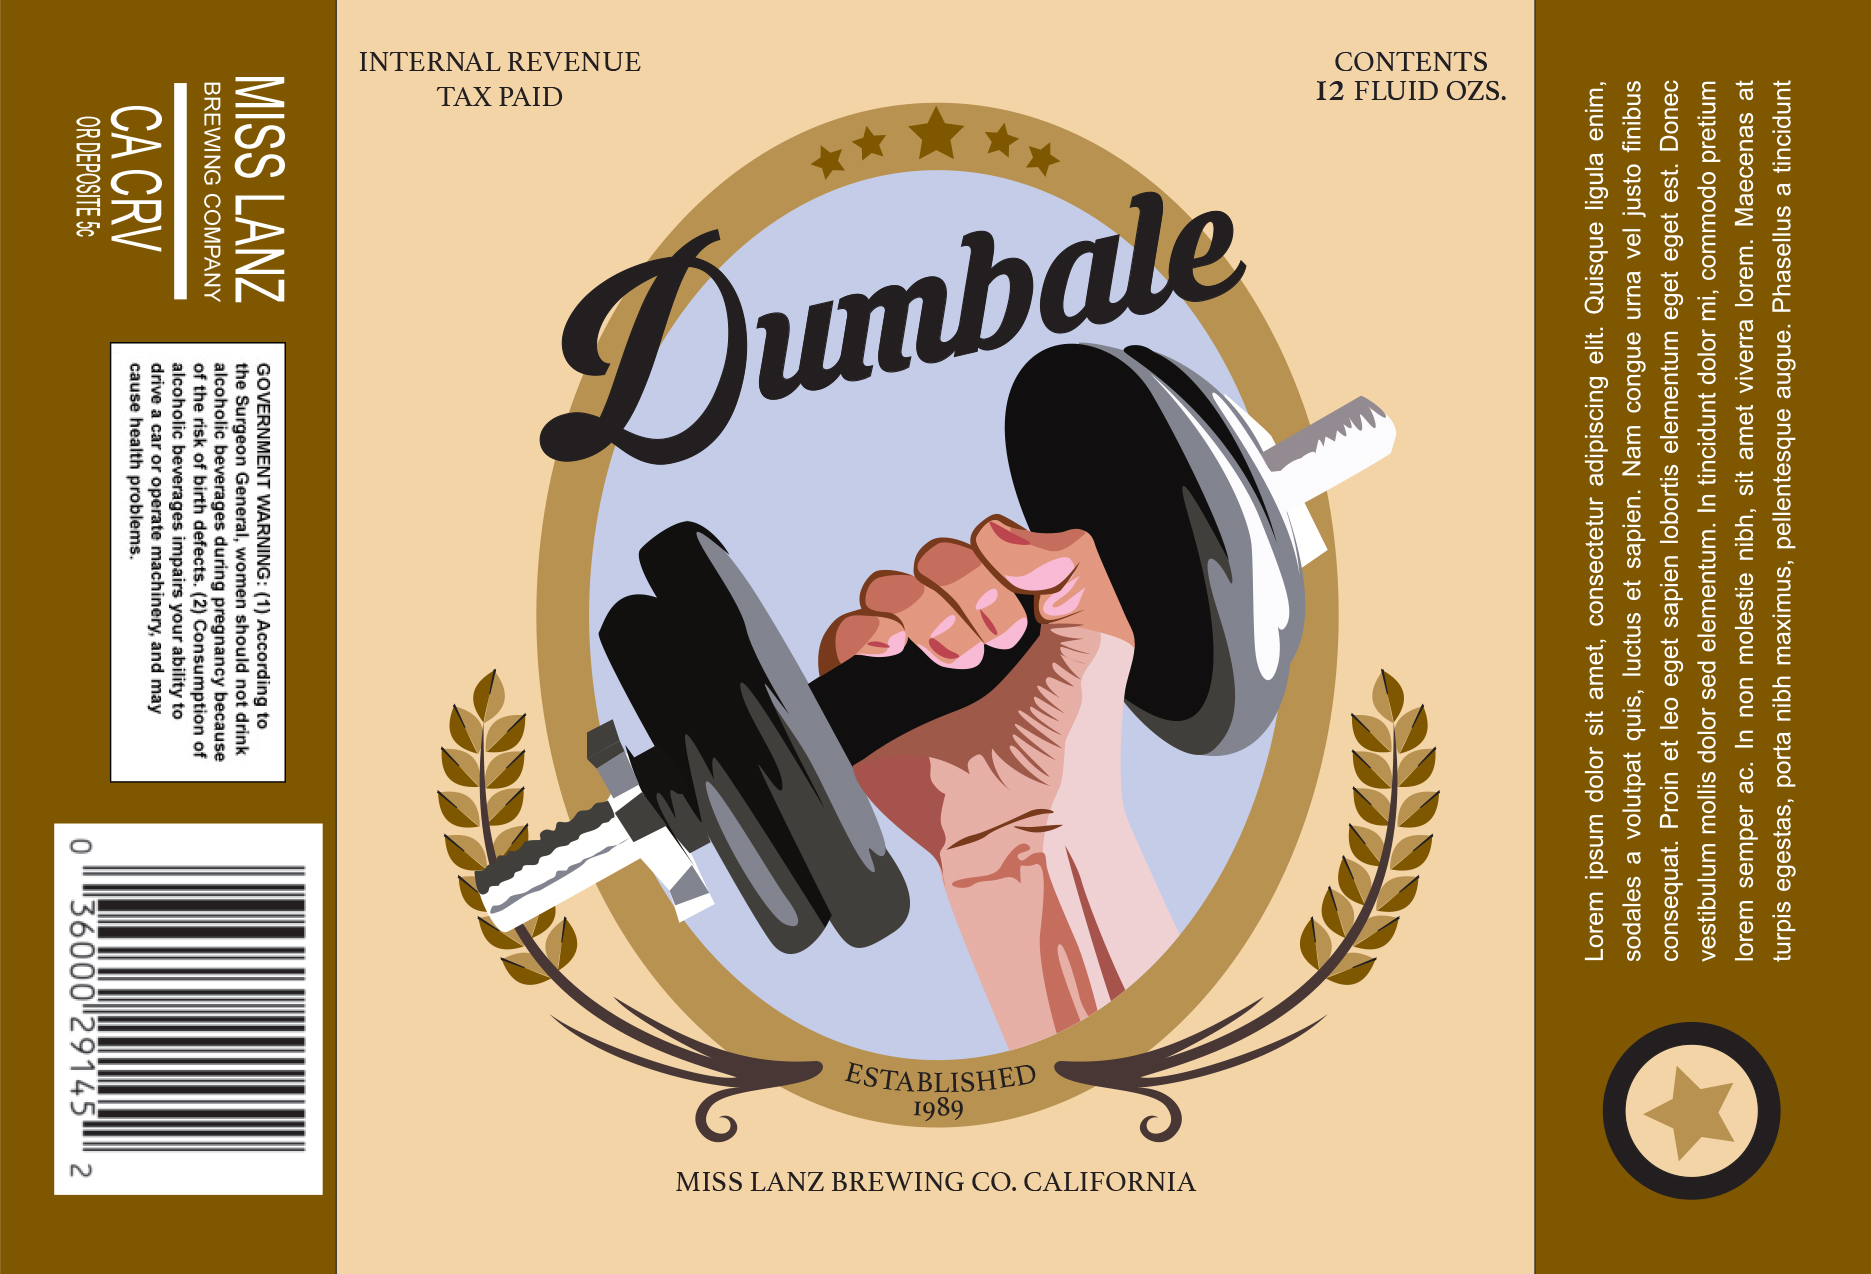 MISS LANZ
BREWING COMPANY
CA CRV
OR DEPOSITE 5c
GOVERNMENT WARNING: (1) According to
the Surgeon General, women should not drink
alcoholic beverages during pregnancy because
of the risk of birth defects. (2) Consumption of
alcoholic beverages impairs your ability to
drive a car or operate machinery, and may
cause health problems.
0 36000 29145 2
INTERNAL REVENUE
TAX PAID
CONTENTS
12 FLUID OZS.
Dumbale
ESTABLISHED
1989
MISS LANZ BREWING CO. CALIFORNIA
Lorem ipsum dolor sit amet, consectetur adipiscing elit. Quisque ligula enim,
sodales a volutpat quis, luctus et sapien. Nam congue urna vel justo finibus
consequat. Proin et leo eget sapien lobortis elementum eget eget est. Donec
vestibulum mollis dolor sed elementum. In tincidunt dolor mi, commodo pretium
lorem semper ac. In non molestie nibh, sit amet viverra lorem. Maecenas at
turpis egestas, porta nibh maximus, pellentesque augue. Phasellus a tincidunt